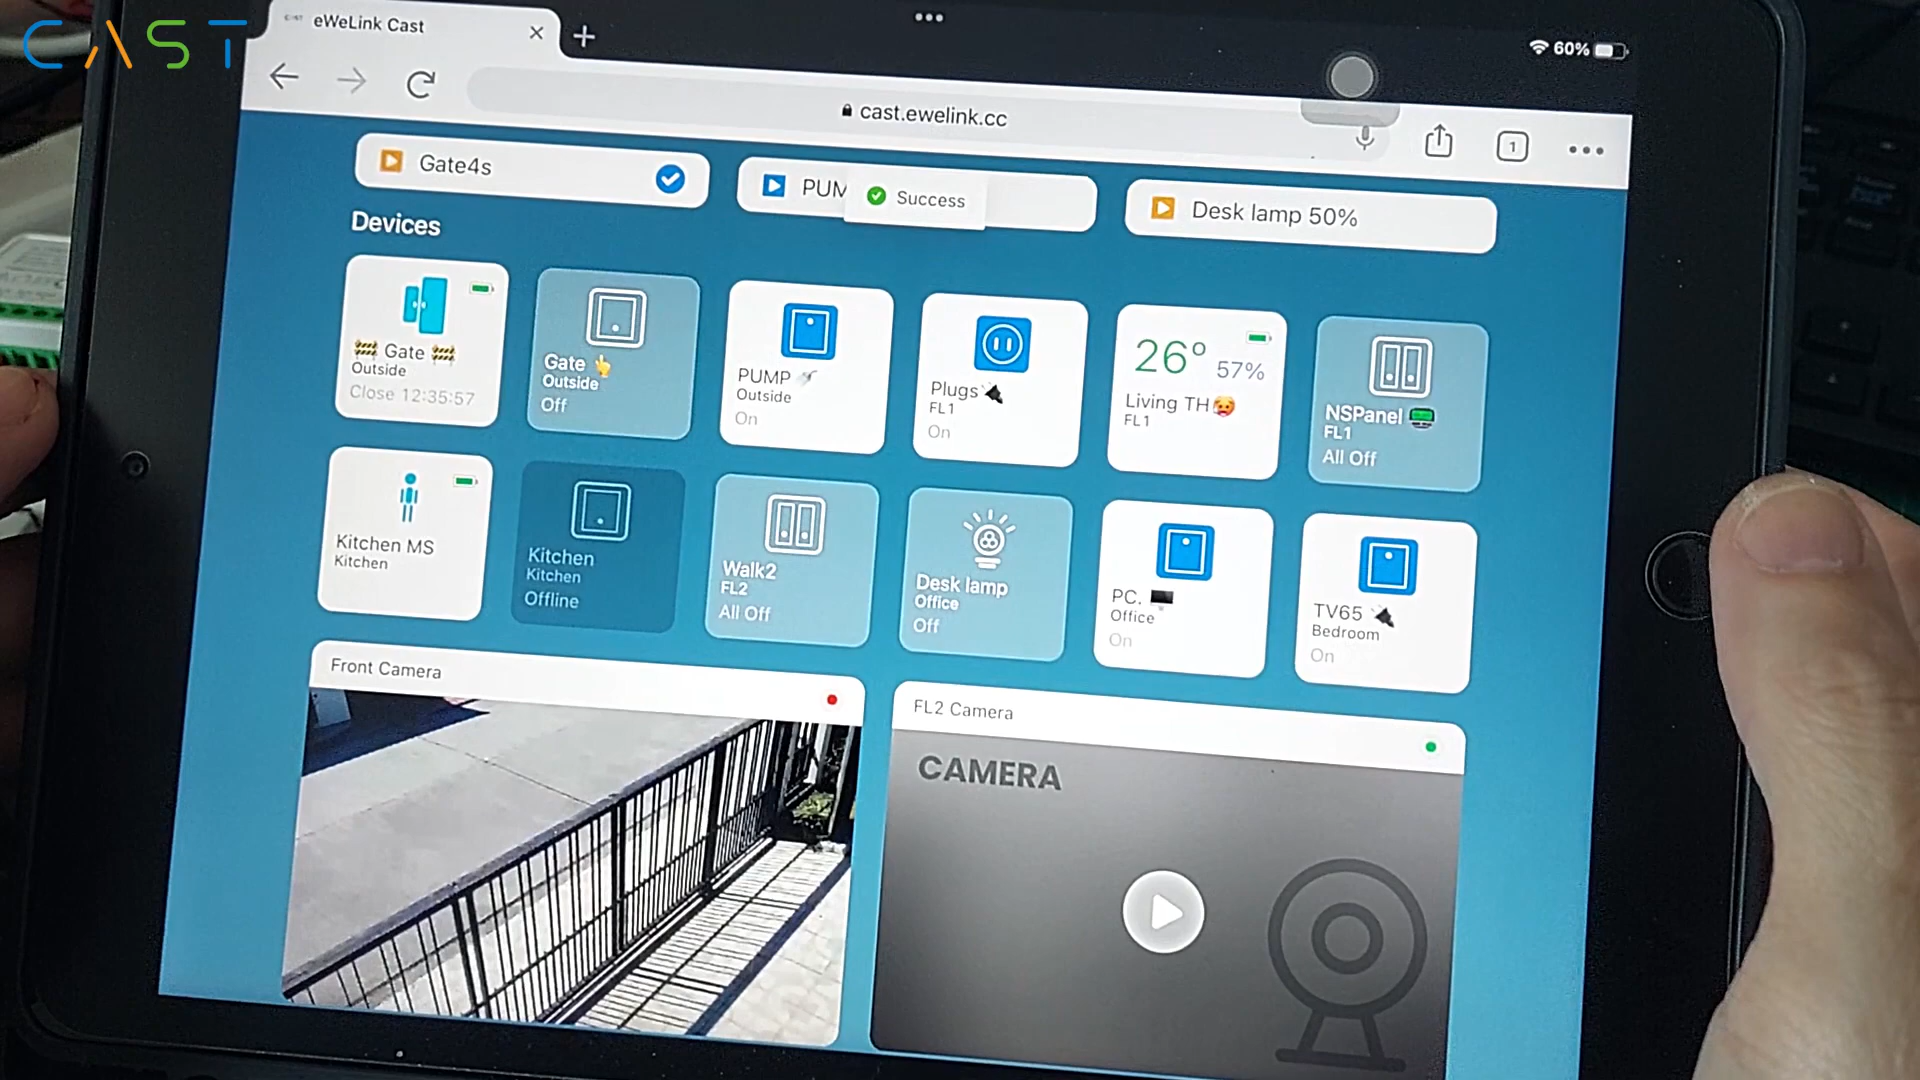 CAST
eWeLink Cast
60%
cast.ewelink.cc
1
Gate4s
PUM
Success
Desk lamp 50%
Devices
Gate
Outside
Close 12:35:57
Gate
Outside
Off
PUMP
Outside
On
Plugs
FL1
On
26° 57%
Living TH
FL1
NSPanel
FL1
All Off
Kitchen MS
Kitchen
Kitchen
Kitchen
Offline
Walk2
FL2
All Off
Desk lamp
Office
Off
PC.
Office
On
TV65
Bedroom
On
Front Camera
FL2 Camera
CAMERA